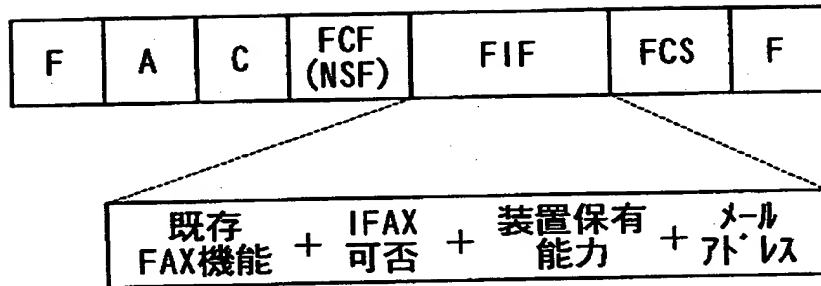 F A C FCF (NSF) FIF FCS F
既存 FAX機能 + IFAX 可否 + 装置保有 能力 + メール アドレス